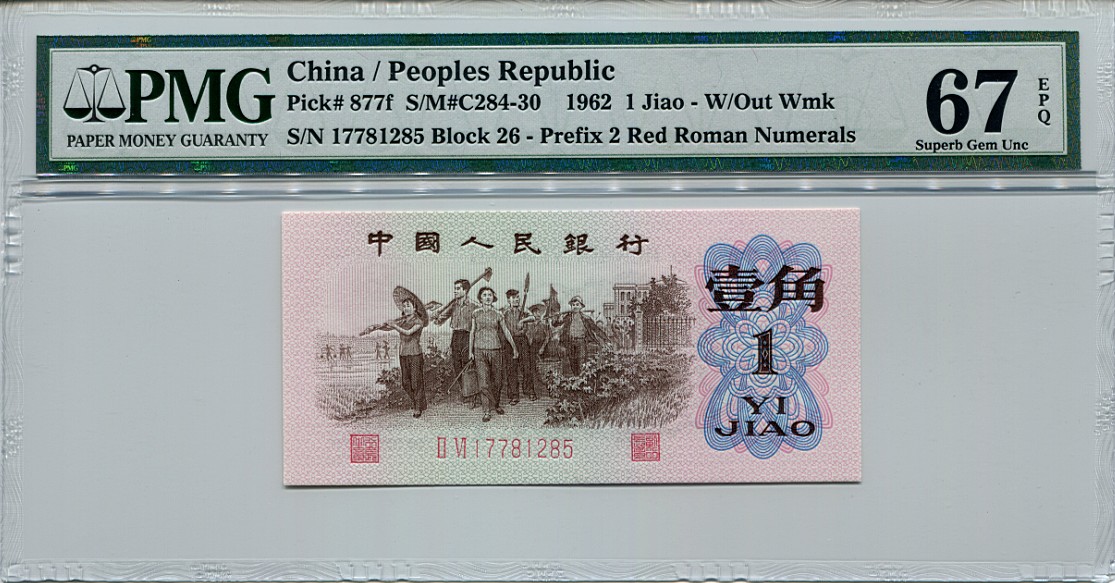 PMG
PAPER MONEY GUARANTY
China / Peoples Republic
Pick# 877f S/M#C284-30 1962 1 Jiao - W/Out Wmk
S/N 17781285 Block 26 - Prefix 2 Red Roman Numerals
67
EPQ
Superb Gem Unc
中國人民銀行
壹角
1
YI
JIAO
II VI 17781285